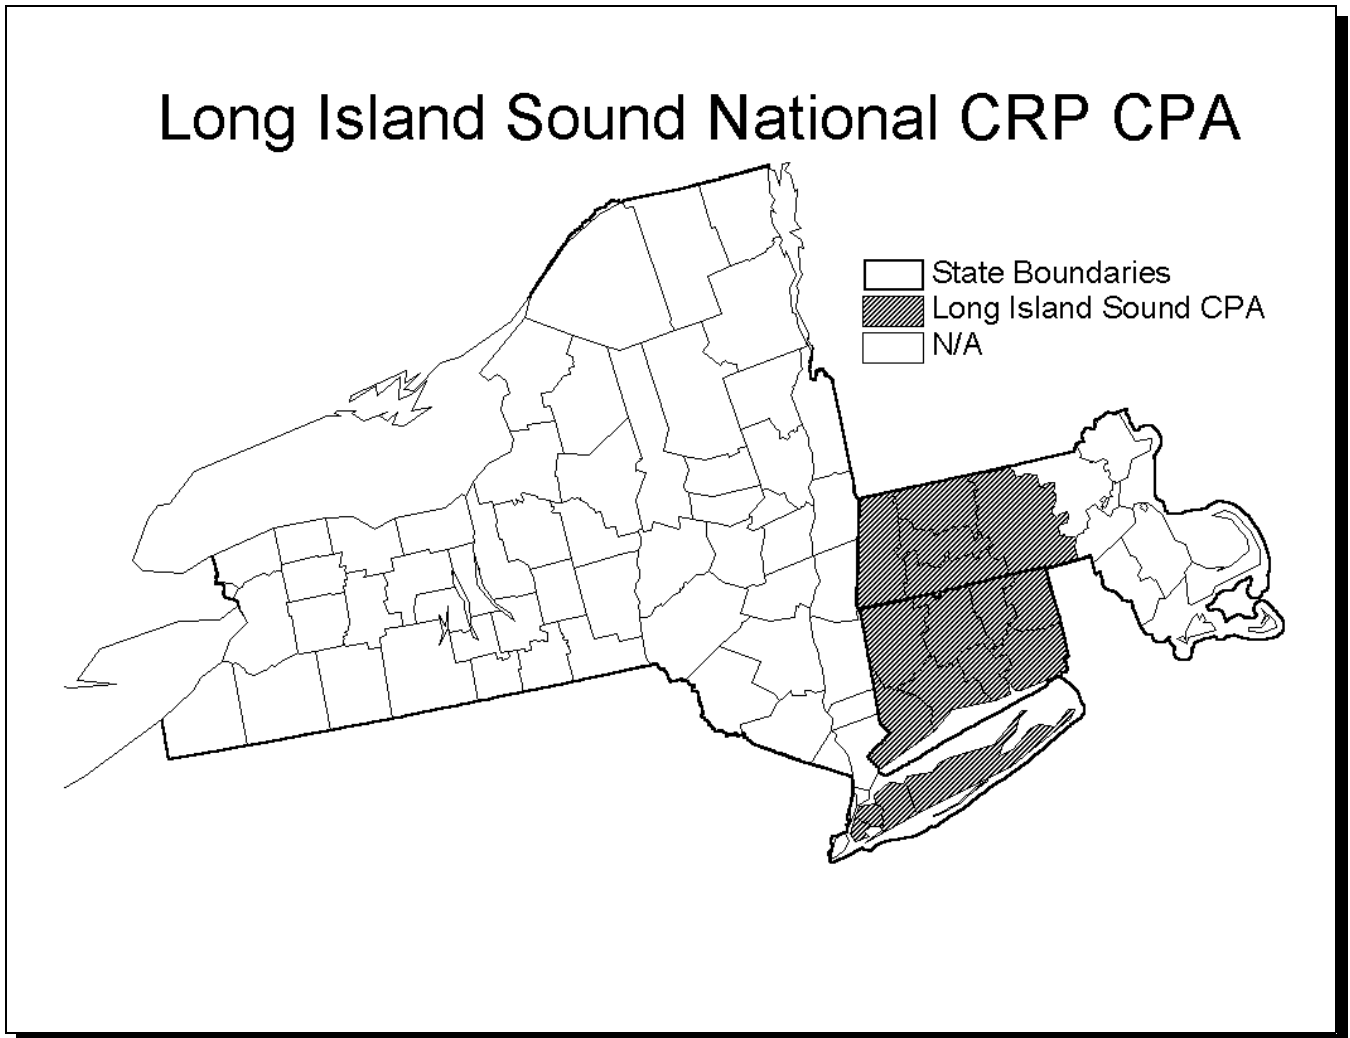 Long Island Sound National CRP CPA
State Boundaries
Long Island Sound CPA
N/A